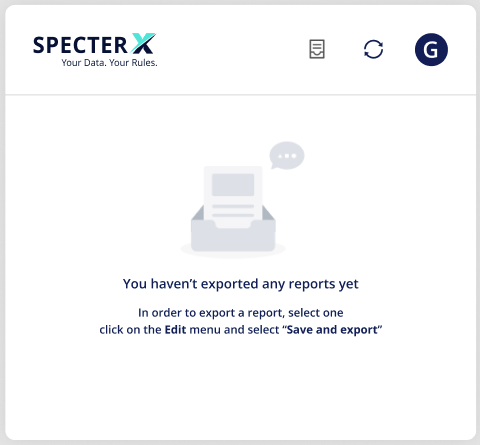 SPECTERX
Your Data. Your Rules.
G
You haven’t exported any reports yet
In order to export a report, select one
click on the Edit menu and select “Save and export”